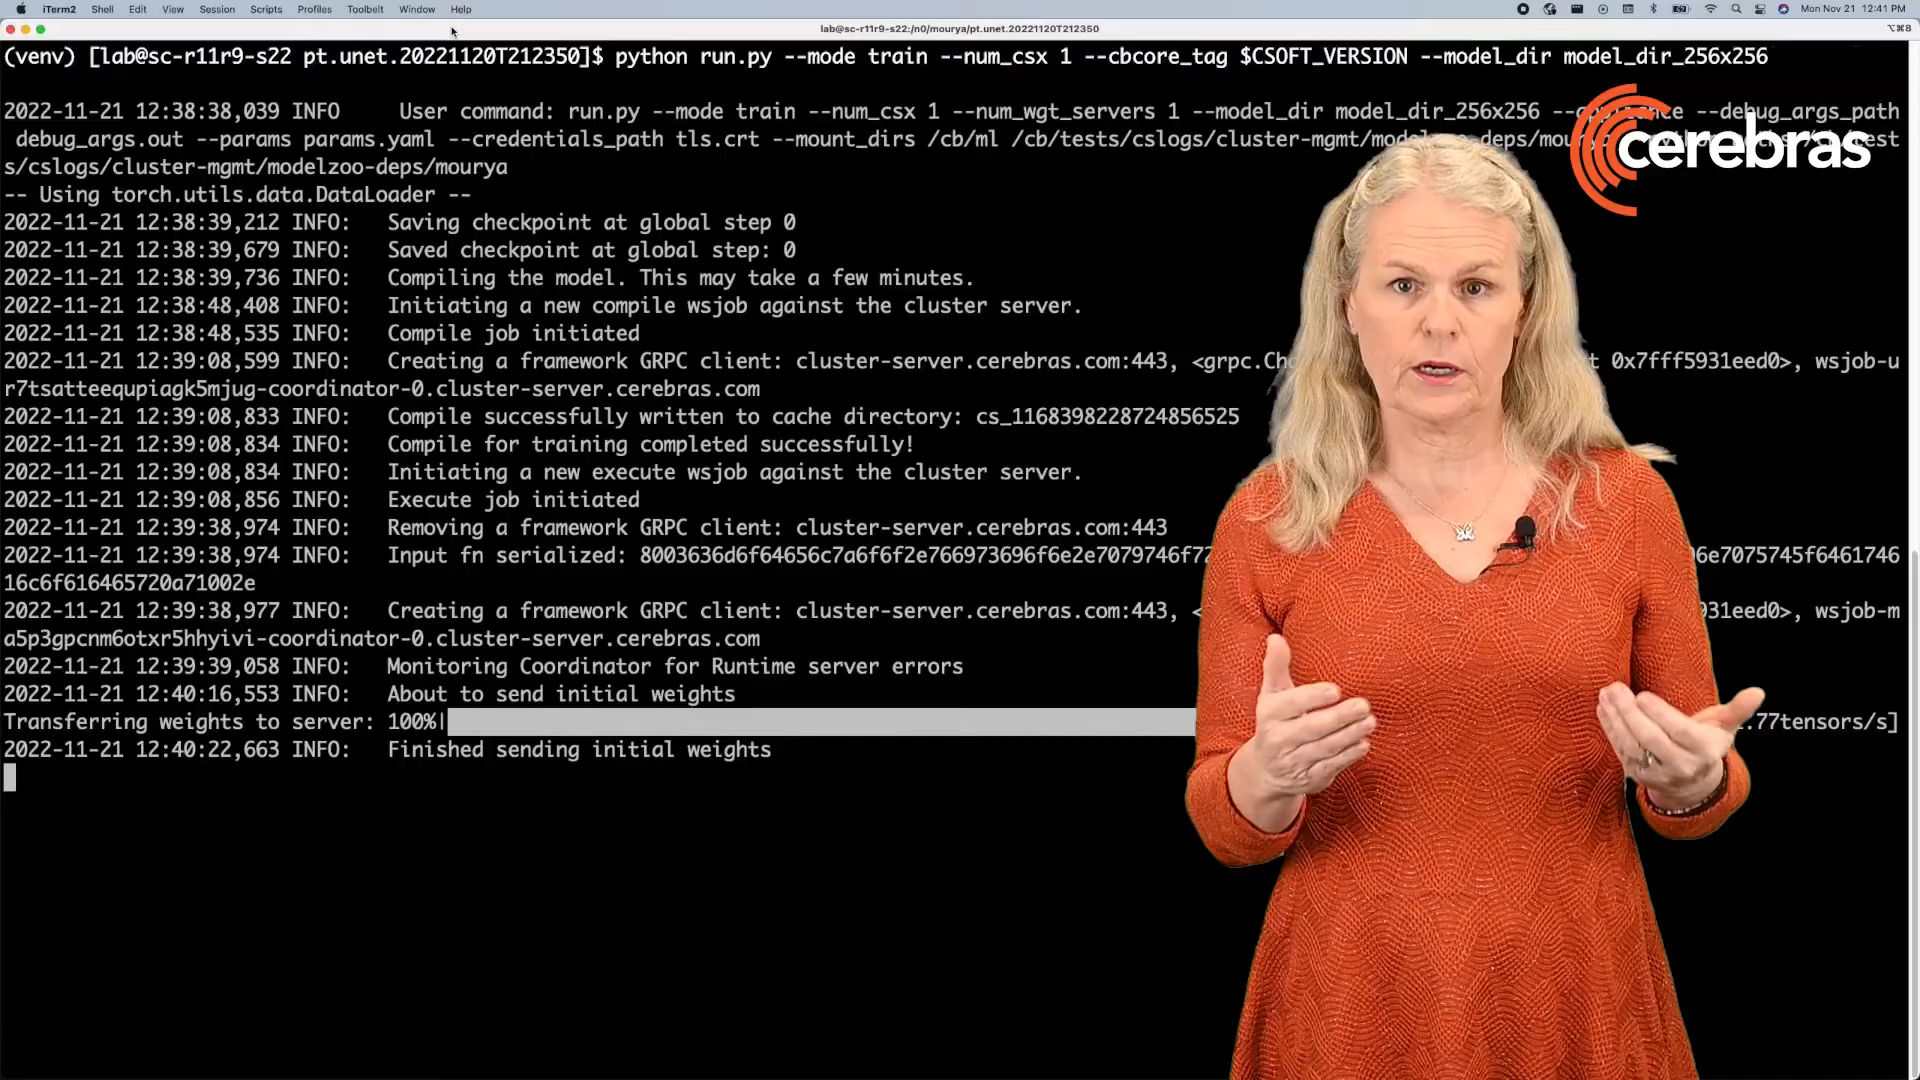 iTerm2 Shell Edit View Session Scripts Profiles Toolbelt Window Help Mon Nov 21 12:41 PM
lab@sc-r11r9-s22:/n0/mourya/pt.unet.20221120T212350 ⌥⌘8
(venv) [lab@sc-r11r9-s22 pt.unet.20221120T212350]$ python run.py --mode train --num_csx 1 --cbcore_tag $CSOFT_VERSION --model_dir model_dir_256x256
2022-11-21 12:38:38,039 INFO User command: run.py --mode train --num_csx 1 --num_wgt_servers 1 --model_dir model_dir_256x256 --debug_args_path
debug_args.out --params params.yaml --credentials_path tls.crt --mount_dirs /cb/ml /cb/tests/cslogs/cluster-mgmt/
s/cslogs/cluster-mgmt/modelzoo-deps/mourya
cerebras
-- Using torch.utils.data.DataLoader --
2022-11-21 12:38:39,212 INFO: Saving checkpoint at global step 0
2022-11-21 12:38:39,679 INFO: Saved checkpoint at global step: 0
2022-11-21 12:38:39,736 INFO: Compiling the model. This may take a few minutes.
2022-11-21 12:38:48,408 INFO: Initiating a new compile wsjob against the cluster server.
2022-11-21 12:38:48,535 INFO: Compile job initiated
2022-11-21 12:39:08,599 INFO: Creating a framework GRPC client: cluster-server.cerebras.com:443, <grpc.Cha t 0x7fff5931eed0>, wsjob-u
r7tsatteequpiagk5mjug-coordinator-0.cluster-server.cerebras.com
2022-11-21 12:39:08,833 INFO: Compile successfully written to cache directory: cs_1168398228724856525
2022-11-21 12:39:08,834 INFO: Compile for training completed successfully!
2022-11-21 12:39:08,834 INFO: Initiating a new execute wsjob against the cluster server.
2022-11-21 12:39:08,856 INFO: Execute job initiated
2022-11-21 12:39:38,974 INFO: Removing a framework GRPC client: cluster-server.cerebras.com:443
2022-11-21 12:39:38,974 INFO: Input fn serialized: 8003636d6f64656c7a6f6f2e766973696f6e2e7079746f72 6e7075745f6461746
16c6f616465720a71002e
2022-11-21 12:39:38,977 INFO: Creating a framework GRPC client: cluster-server.cerebras.com:443, < 931eed0>, wsjob-m
a5p3gpcnm6otxr5hhyivi-coordinator-0.cluster-server.cerebras.com
2022-11-21 12:39:39,058 INFO: Monitoring Coordinator for Runtime server errors
2022-11-21 12:40:16,553 INFO: About to send initial weights
Transferring weights to server: 100%| .77tensors/s]
2022-11-21 12:40:22,663 INFO: Finished sending initial weights